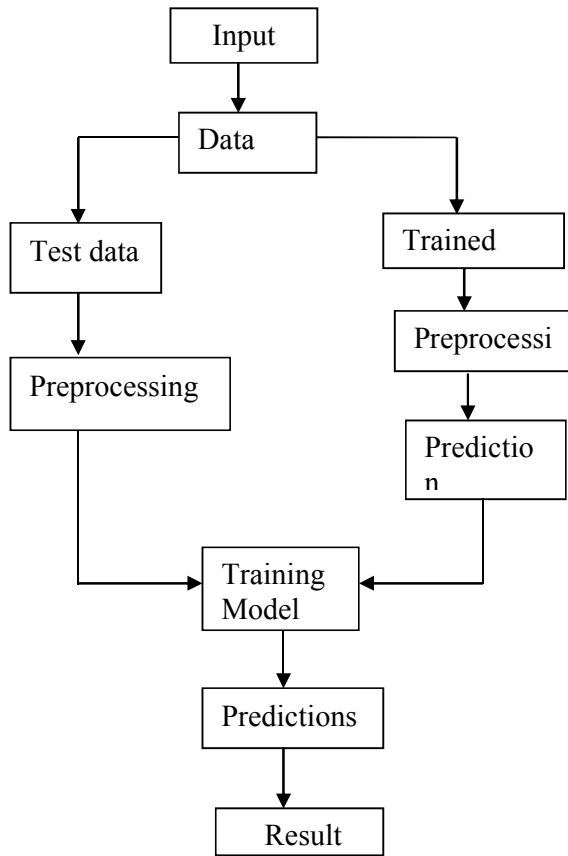 Input
Data
Test data
Trained
Preprocessing
Preprocessi
Predictio
n
Training
Model
Predictions
Result